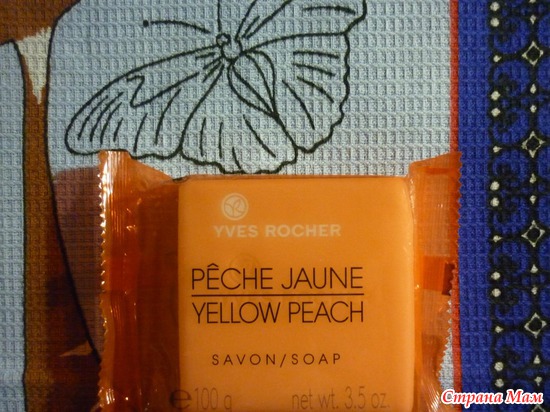 YVES ROCHER
PÊCHE JAUNE
YELLOW PEACH
SAVON/SOAP
e 100 g net wt. 3.5 oz.
Страна Мам